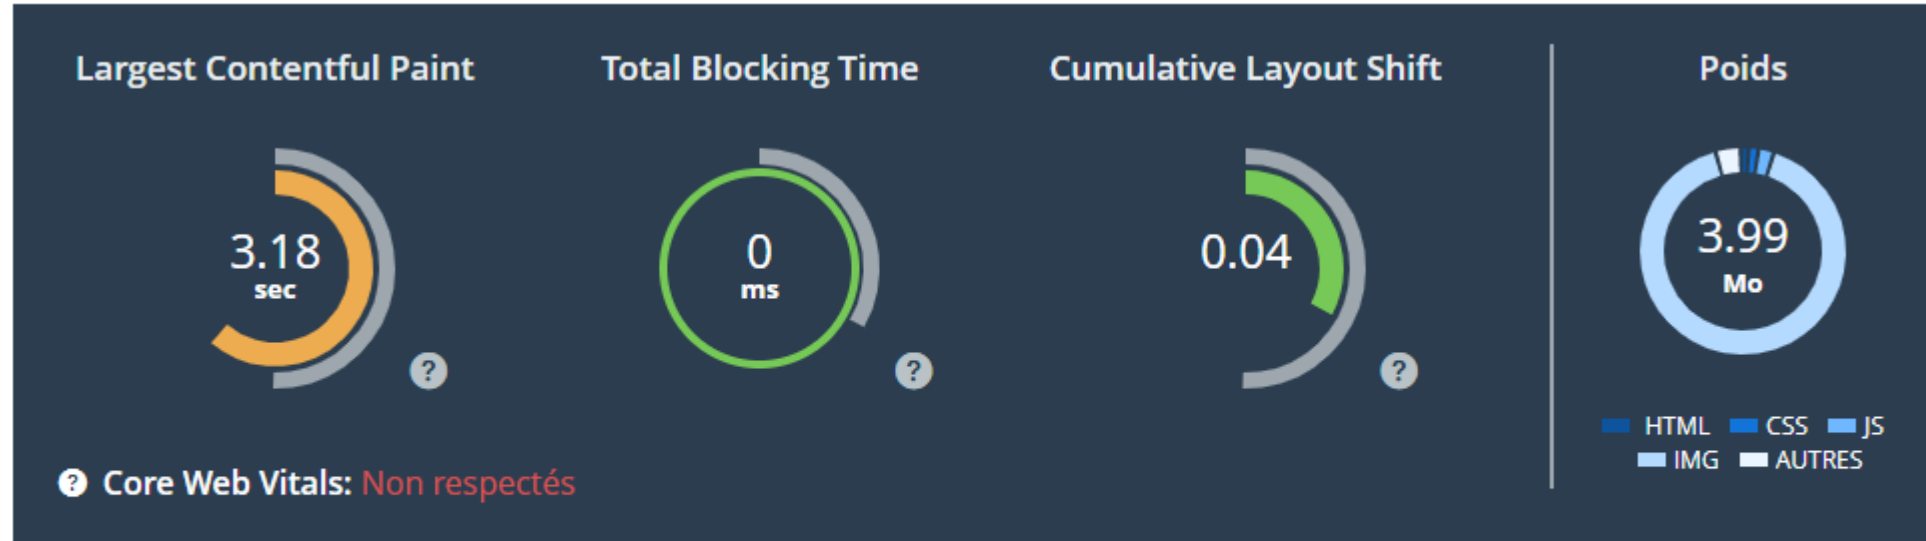 Largest Contentful Paint
3.18
sec
?
Total Blocking Time
0
ms
?
Cumulative Layout Shift
0.04
?
Poids
3.99
Mo
HTML CSS JS
IMG AUTRES
? Core Web Vitals: Non respectés